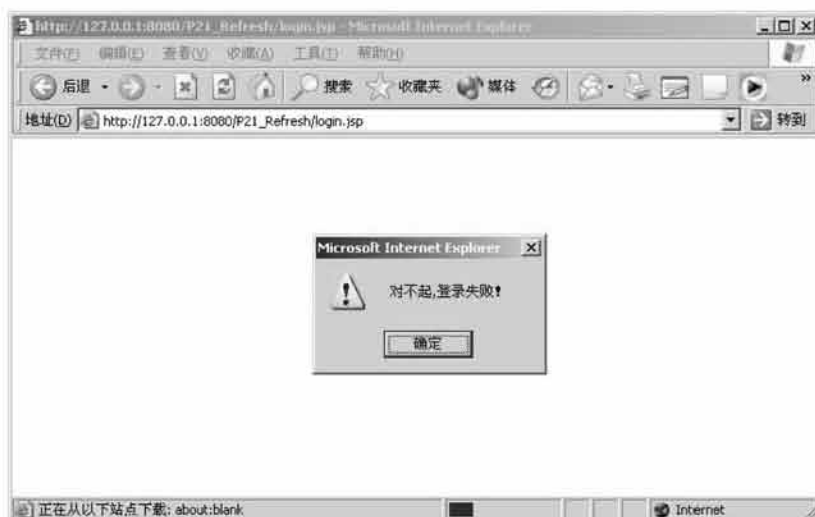 http://127.0.0.1:8080/P21_Refresh/login.jsp - Microsoft Internet Explorer
文件(F) 编辑(E) 查看(V) 收藏(A) 工具(T) 帮助(H)
后退 搜索 收藏夹 媒体 »
地址(D) http://127.0.0.1:8080/P21_Refresh/login.jsp 转到
Microsoft Internet Explorer
对不起,登录失败!
确定
正在从以下站点下载: about:blank Internet